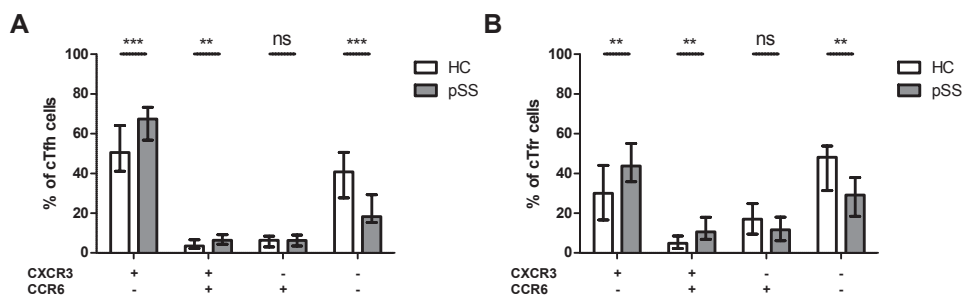 A
*** ** ns ***
100
80
60
40
20
0
% of cTfh cells
HC
pSS
CXCR3 + + - -
CCR6 - + + -
B
** ** ns **
100
80
60
40
20
0
% of cTfr cells
HC
pSS
CXCR3 + + - -
CCR6 - + + -